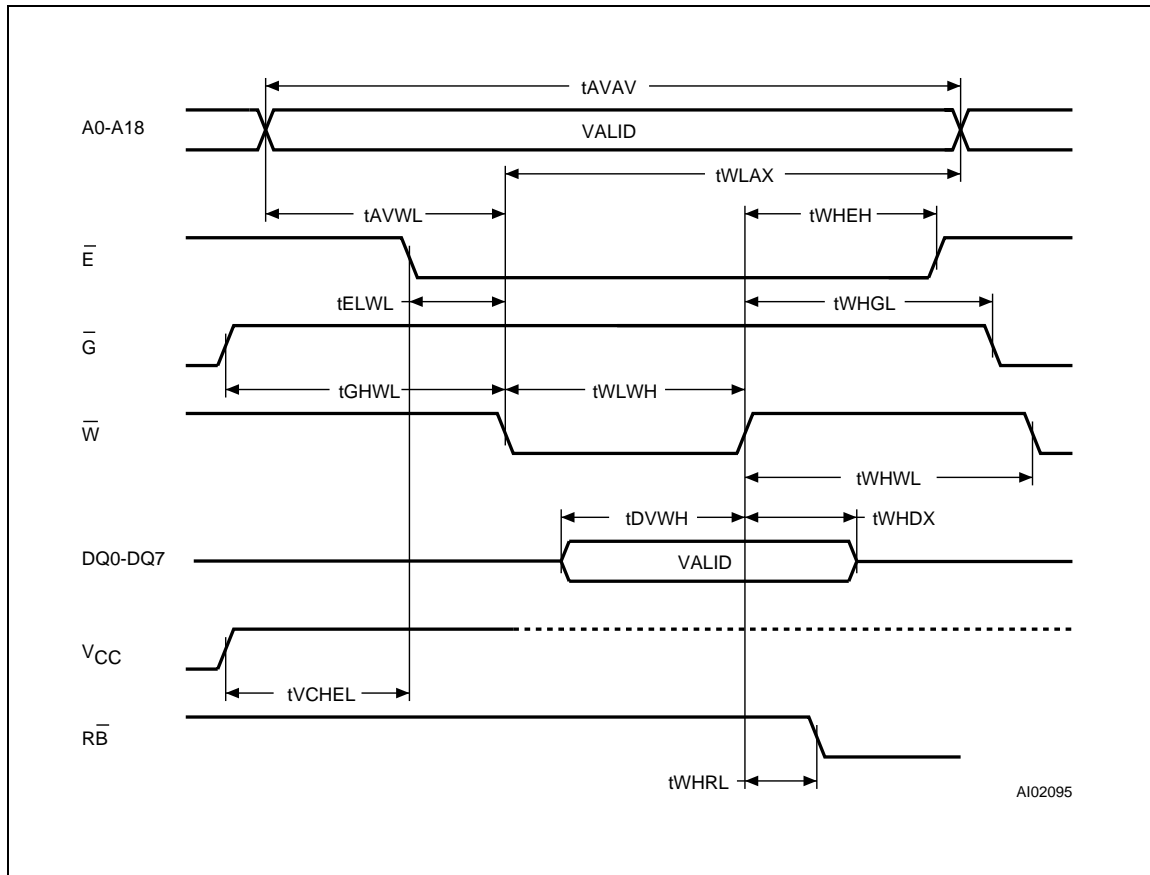 tAVAV
A0-A18
VALID
tWLAX
tAVWL
tWHEH
E̅
tELWL
tWHGL
G̅
tGHWL
tWLWH
W̅
tWHWL
tDVWH
tWHDX
DQ0-DQ7
VALID
VCC
tVCHEL
RB̅
tWHRL
AI02095